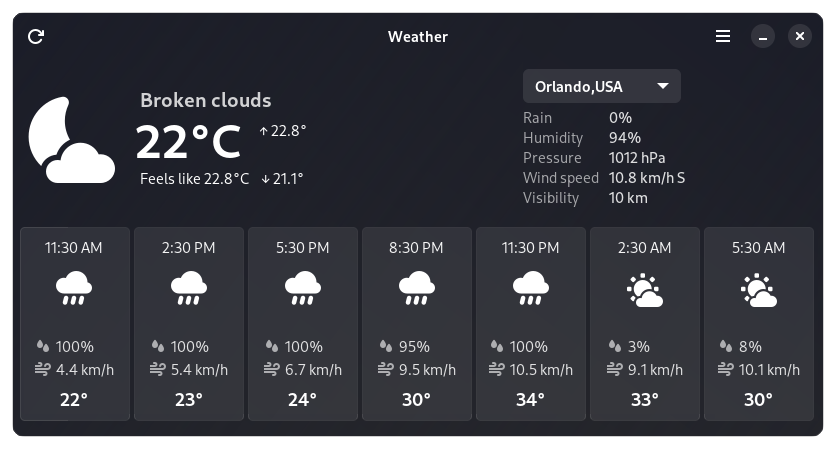 Weather
Broken clouds
22°C
↑ 22.8°
Feels like 22.8°C ↓ 21.1°
Orlando,USA
Rain 0%
Humidity 94%
Pressure 1012 hPa
Wind speed 10.8 km/h S
Visibility 10 km
11:30 AM 2:30 PM 5:30 PM 8:30 PM 11:30 PM 2:30 AM 5:30 AM
100% 100% 100% 95% 100% 3% 8%
4.4 km/h 5.4 km/h 6.7 km/h 9.5 km/h 10.5 km/h 9.1 km/h 10.1 km/h
22° 23° 24° 30° 34° 33° 30°